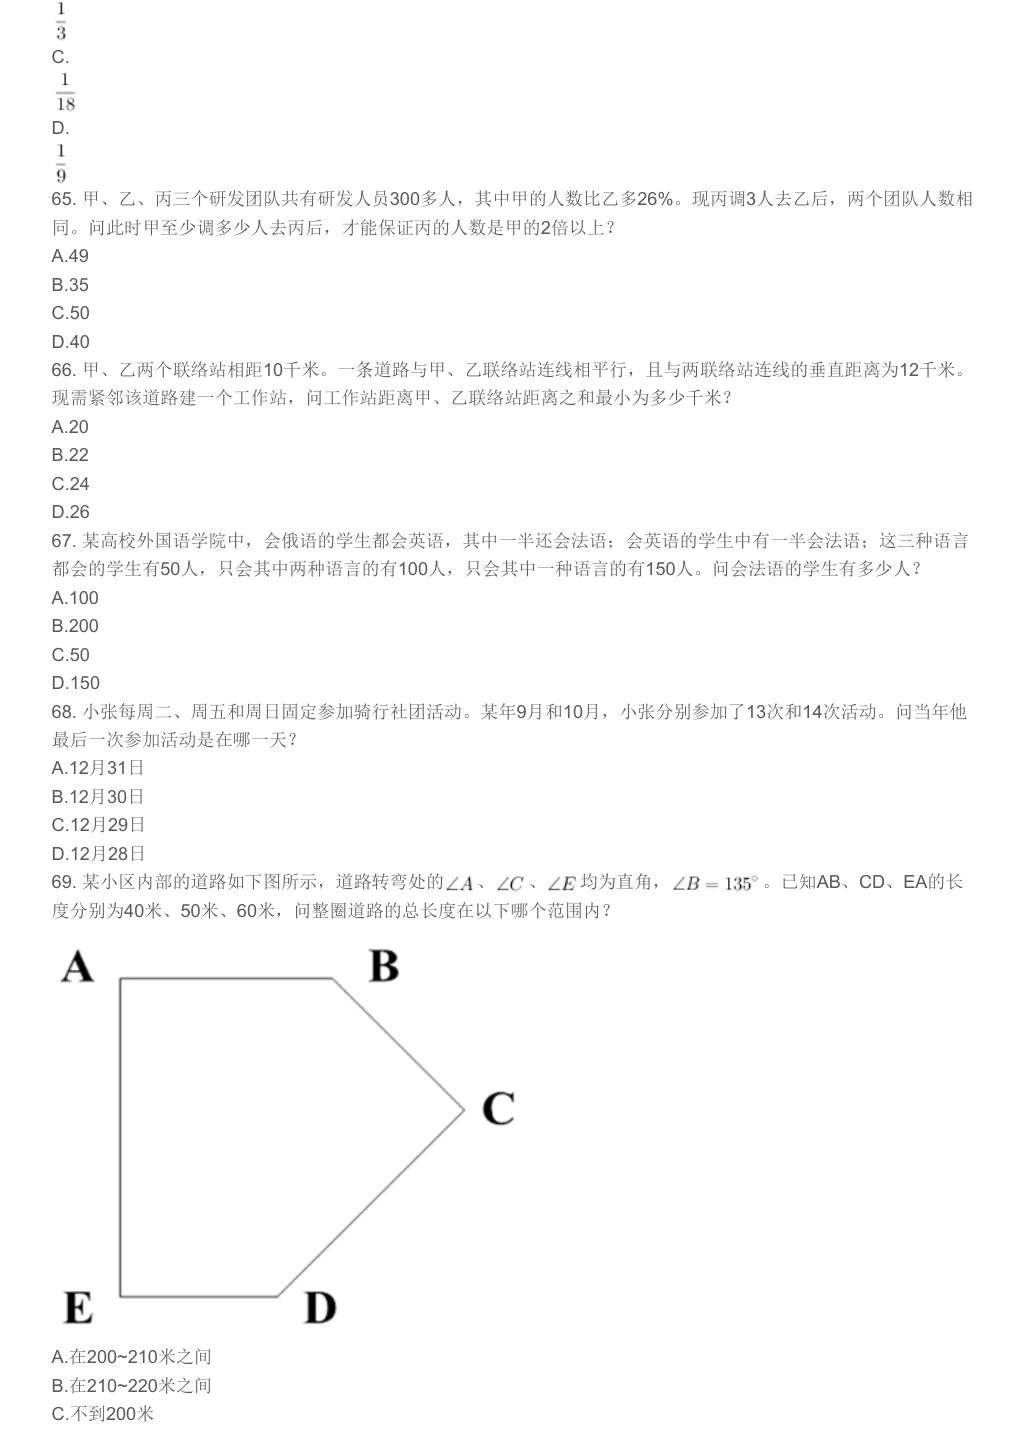 1
3
C.
1
18
D.
1
9
65. 甲、乙、丙三个研发团队共有研发人员300多人，其中甲的人数比乙多26%。现丙调3人去乙后，两个团队人数相
同。问此时甲至少调多少人去丙后，才能保证丙的人数是甲的2倍以上？
A.49
B.35
C.50
D.40
66. 甲、乙两个联络站相距10千米。一条道路与甲、乙联络站连线相平行，且与两联络站连线的垂直距离为12千米。
现需紧邻该道路建一个工作站，问工作站距离甲、乙联络站距离之和最小为多少千米？
A.20
B.22
C.24
D.26
67. 某高校外国语学院中，会俄语的学生都会英语，其中一半还会法语；会英语的学生中有一半会法语；这三种语言
都会的学生有50人，只会其中两种语言的有100人，只会其中一种语言的有150人。问会法语的学生有多少人？
A.100
B.200
C.50
D.150
68. 小张每周二、周五和周日固定参加骑行社团活动。某年9月和10月，小张分别参加了13次和14次活动。问当年他
最后一次参加活动是在哪一天？
A.12月31日
B.12月30日
C.12月29日
D.12月28日
69. 某小区内部的道路如下图所示，道路转弯处的∠A、∠C、∠E均为直角，∠B = 135°。已知AB、CD、EA的长
度分别为40米、50米、60米，问整圈道路的总长度在以下哪个范围内？
A
B
C
E
D
A.在200~210米之间
B.在210~220米之间
C.不到200米